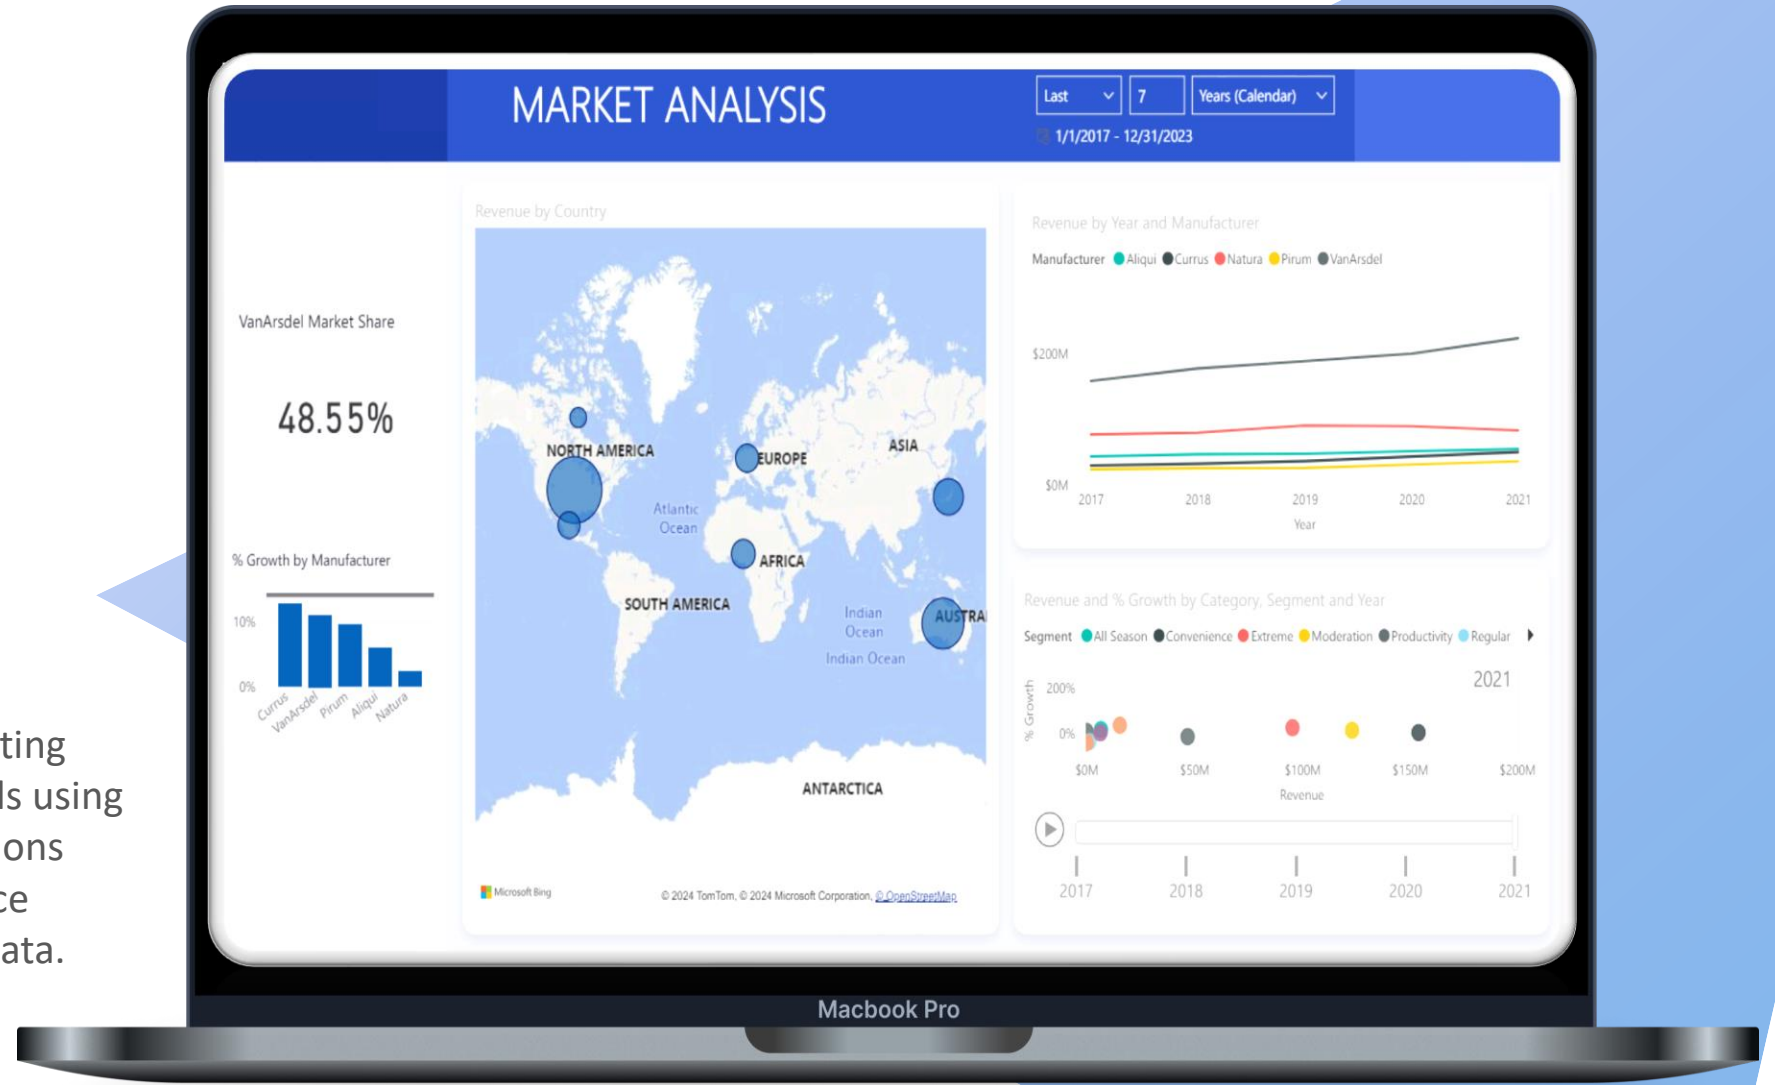 MARKET ANALYSIS
Last
7
Years (Calendar)
1/1/2017 - 12/31/2023
VanArsdel Market Share
48.55%
% Growth by Manufacturer
10%
0%
Currus
VanArsdel
Pirum
Aliqui
Natura
Revenue by Country
NORTH AMERICA
EUROPE
ASIA
Atlantic
Ocean
AFRICA
SOUTH AMERICA
Indian
Ocean
AUSTRA
Indian Ocean
ANTARCTICA
Microsoft Bing
© 2024 TomTom, © 2024 Microsoft Corporation, © OpenStreetMap
Revenue by Year and Manufacturer
Manufacturer Aliqui Currus Natura Pirum VanArsdel
$200M
$0M
2017 2018 2019 2020 2021
Year
Revenue and % Growth by Category, Segment and Year
Segment All Season Convenience Extreme Moderation Productivity Regular
2021
% Growth
200%
0%
$0M $50M $100M $150M $200M
Revenue
2017 2018 2019 2020 2021
ting
ls using
ions
ce
ata.
Macbook Pro